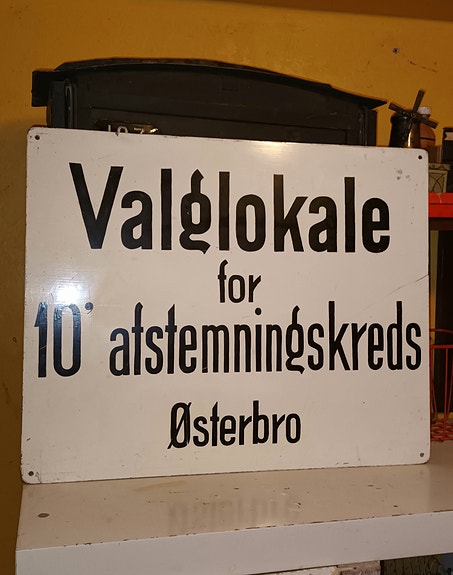 Valglokale
for
10' afstemningskreds
Østerbro